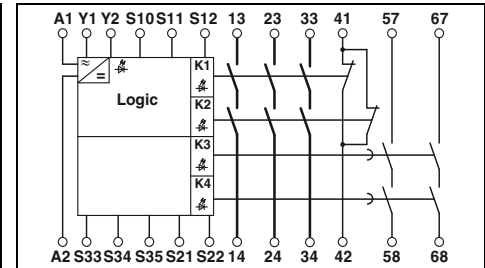 A1 Y1 Y2 S10 S11 S12 13 23 33 41 57 67
≈
=
K1
Logic
K2
K3
K4
A2 S33 S34 S35 S21 S22 14 24 34 42 58 68